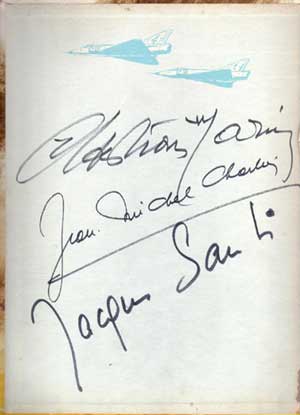 Christian Marin
Jean-Michel Charlier
Jacques Santi